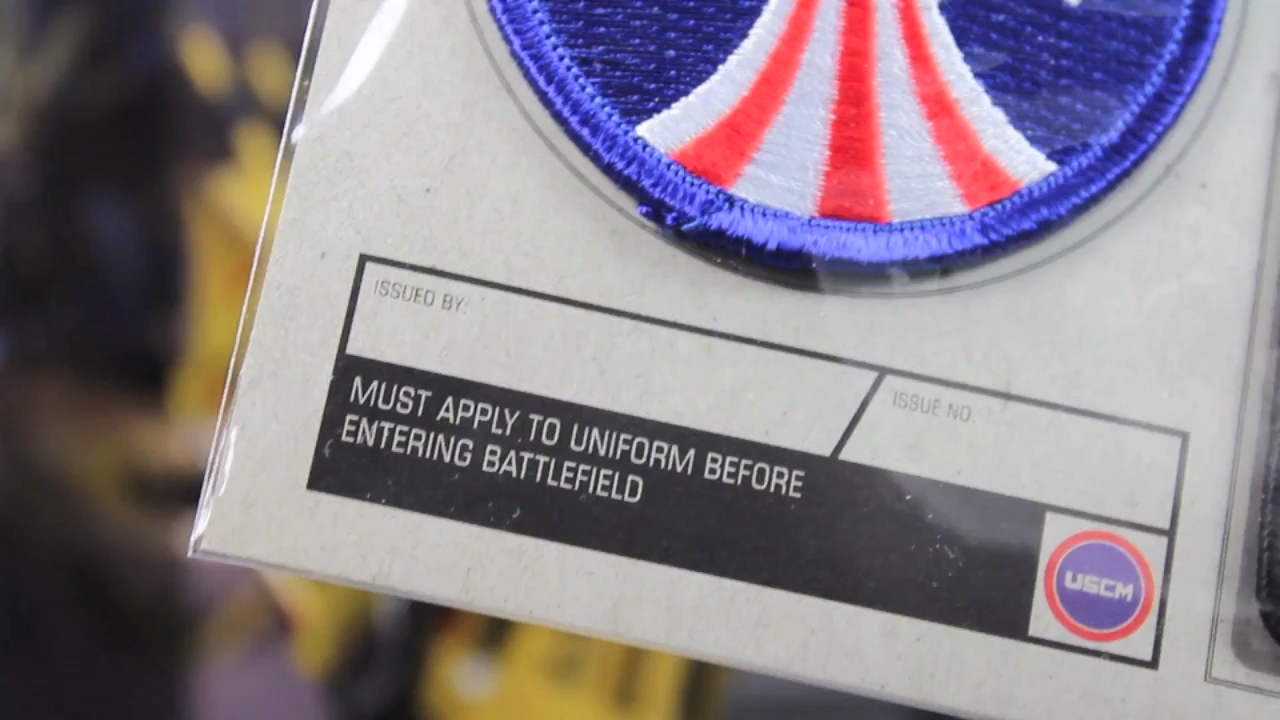 ISSUED BY:
ISSUE NO.
MUST APPLY TO UNIFORM BEFORE
ENTERING BATTLEFIELD
USCM